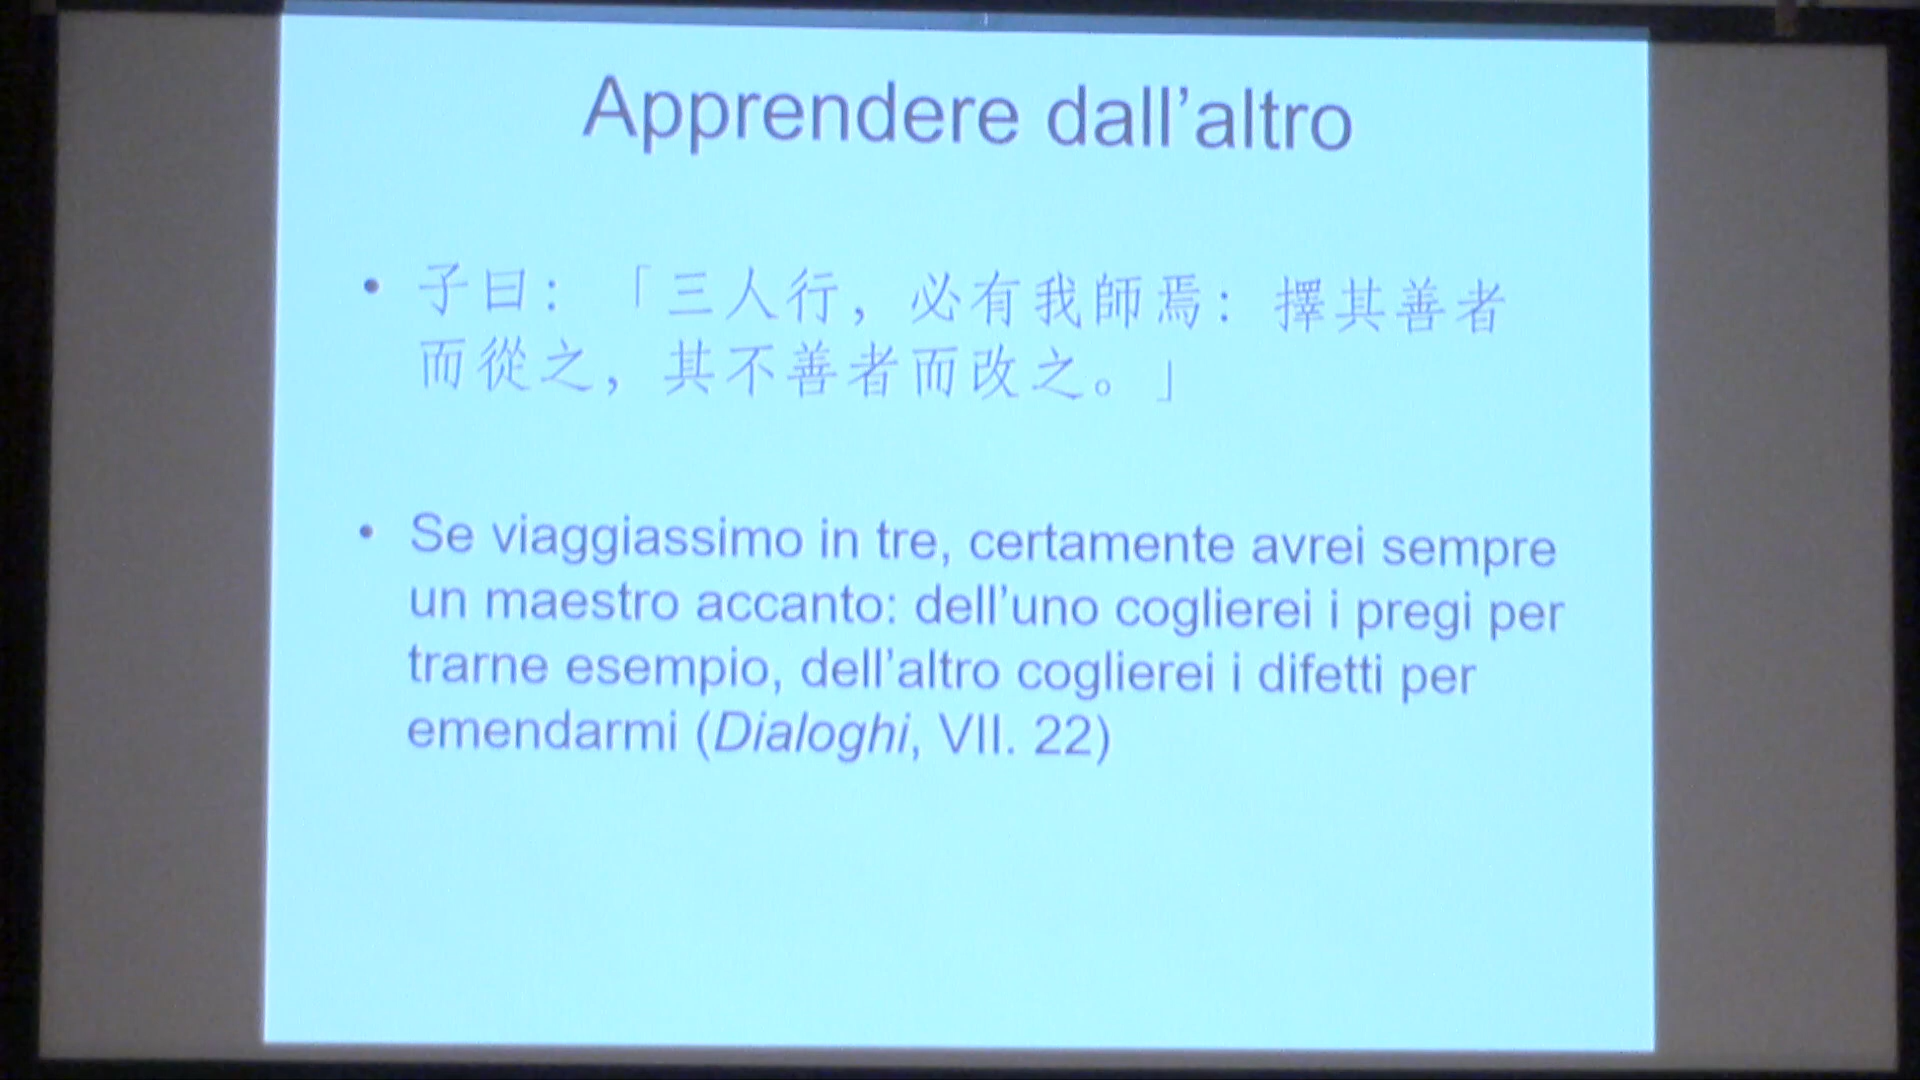 Apprendere dall’altro
• 子曰：「三人行，必有我師焉：擇其善者
而從之，其不善者而改之。」
• Se viaggiassimo in tre, certamente avrei sempre
un maestro accanto: dell’uno coglierei i pregi per
trarne esempio, dell’altro coglierei i difetti per
emendarmi (Dialoghi, VII. 22)